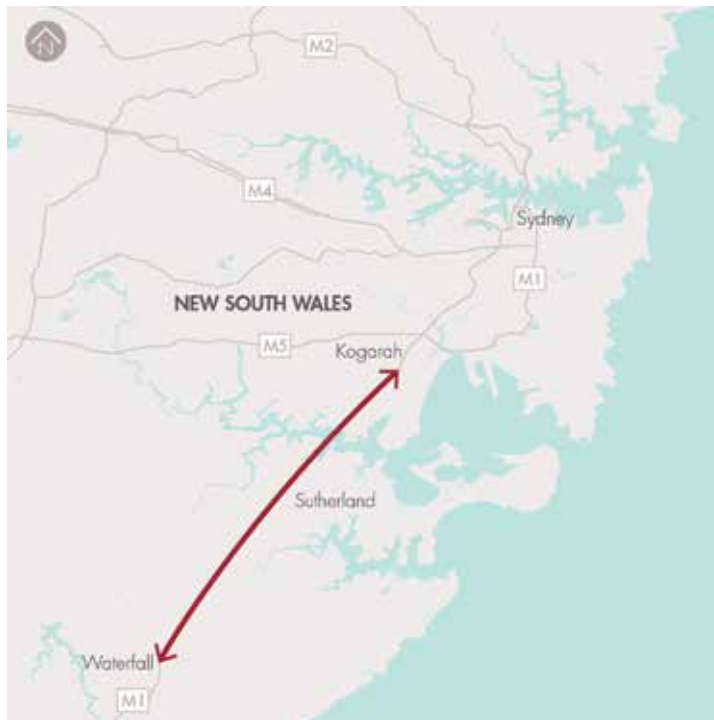 N
M2
M4
Sydney
M1
NEW SOUTH WALES
M5
Kogarah
Sutherland
Waterfall
M1